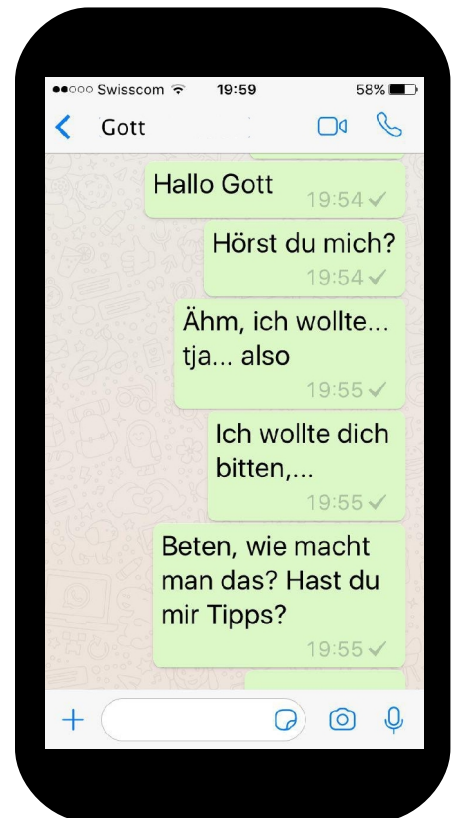 Swisscom 19:59 58%
Gott
Hallo Gott 19:54
Hörst du mich?
19:54
Ähm, ich wollte...
tja... also
19:55
Ich wollte dich
bitten,...
19:55
Beten, wie macht
man das? Hast du
mir Tipps?
19:55